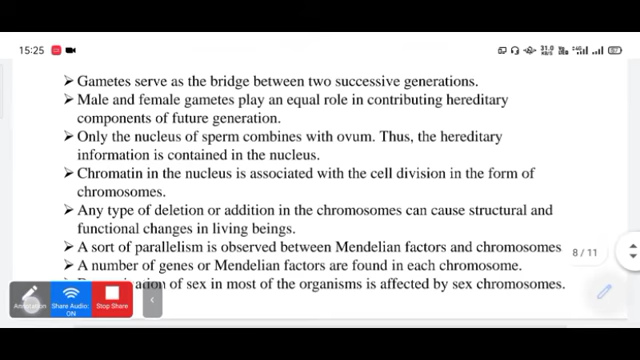 15:25
31.0
KB/S
➢ Gametes serve as the bridge between two successive generations.
➢ Male and female gametes play an equal role in contributing hereditary
components of future generation.
➢ Only the nucleus of sperm combines with ovum. Thus, the hereditary
information is contained in the nucleus.
➢ Chromatin in the nucleus is associated with the cell division in the form of
chromosomes.
➢ Any type of deletion or addition in the chromosomes can cause structural and
functional changes in living beings.
➢ A sort of parallelism is observed between Mendelian factors and chromosomes
8 / 11
➢ A number of genes or Mendelian factors are found in each chromosome.
of sex in most of the organisms is affected by sex chromosomes.
Annotation
Share Audio:
ON
Stop Share